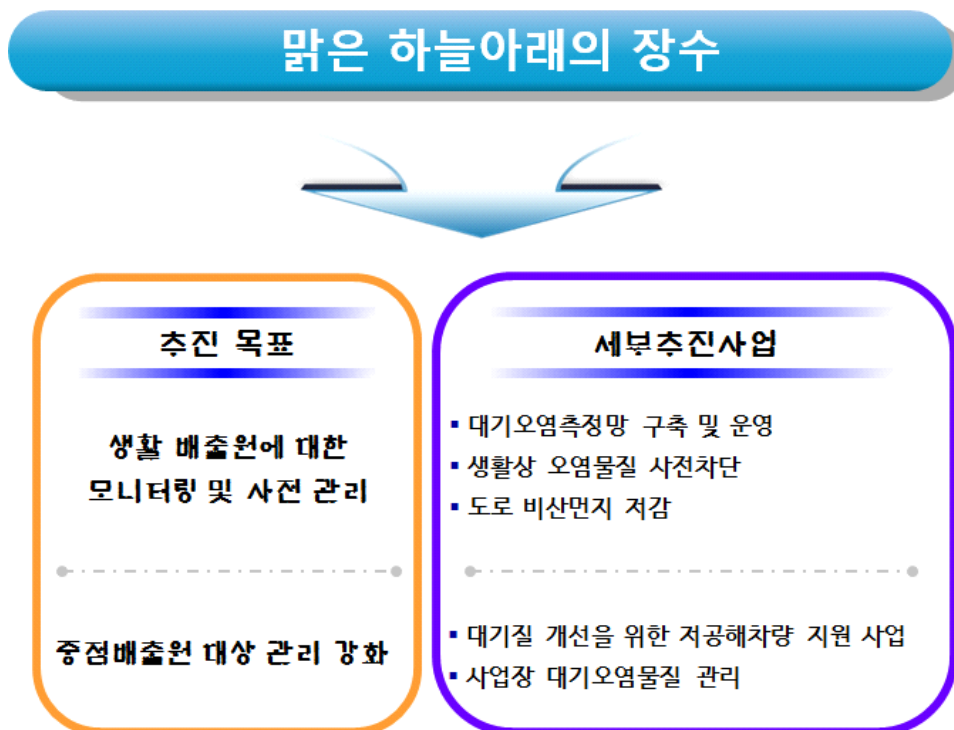 맑은 하늘아래의 장수
추진 목표
생활 배출원에 대한
모니터링 및 사전 관리
중점배출원 대상 관리 강화
세부추진사업
▪ 대기오염측정망 구축 및 운영
▪ 생활상 오염물질 사전차단
▪ 도로 비산먼지 저감
▪ 대기질 개선을 위한 저공해차량 지원 사업
▪ 사업장 대기오염물질 관리